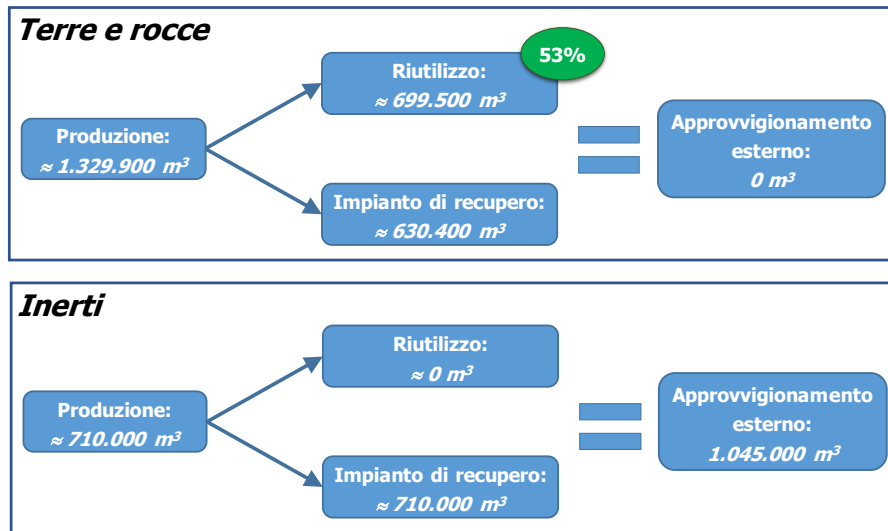 Terre e rocce
53%
Riutilizzo:
≈ 699.500 m³
Produzione:
≈ 1.329.900 m³
Approvvigionamento
esterno:
0 m³
Impianto di recupero:
≈ 630.400 m³
Inerti
Riutilizzo:
≈ 0 m³
Produzione:
≈ 710.000 m³
Approvvigionamento
esterno:
1.045.000 m³
Impianto di recupero:
≈ 710.000 m³